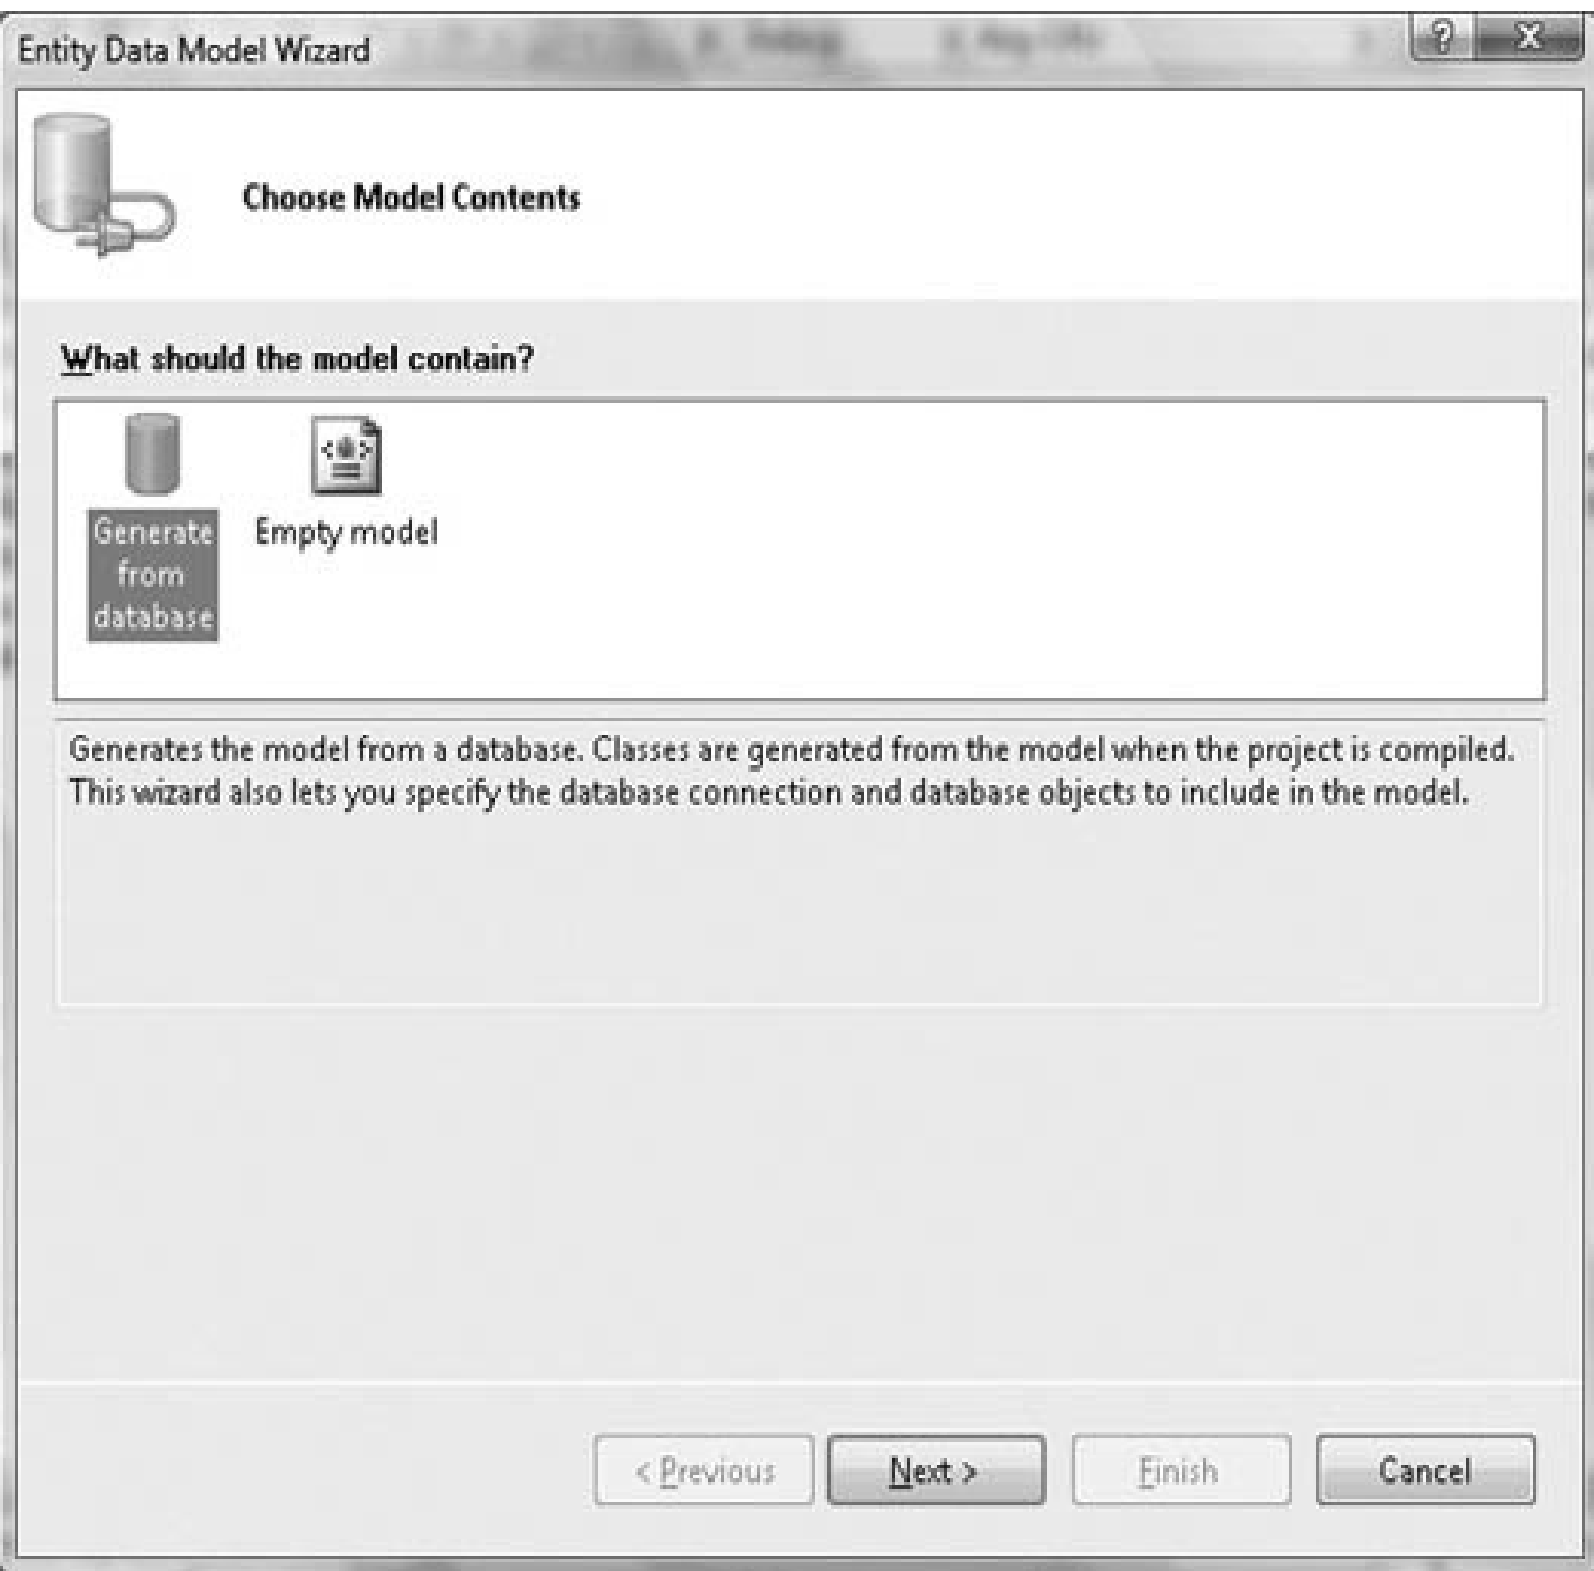 Entity Data Model Wizard
?
X
Choose Model Contents
What should the model contain?
Generate
from
database
Empty model
Generates the model from a database. Classes are generated from the model when the project is compiled.
This wizard also lets you specify the database connection and database objects to include in the model.
< Previous
Next >
Finish
Cancel